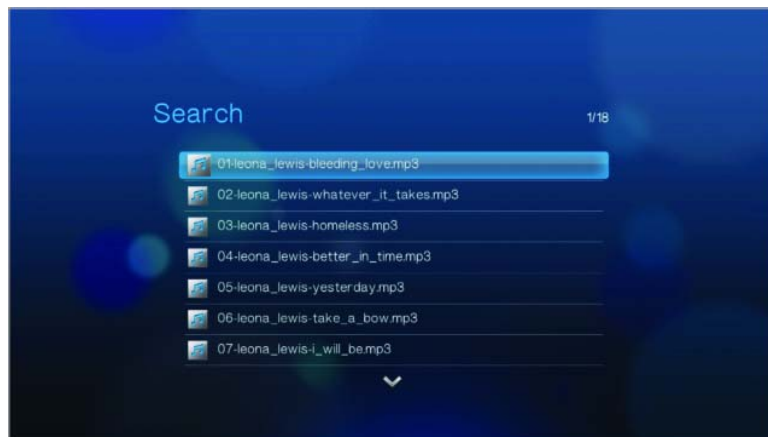 Search
1/18
01-leona_lewis-bleeding_love.mp3
02-leona_lewis-whatever_it_takes.mp3
03-leona_lewis-homeless.mp3
04-leona_lewis-better_in_time.mp3
05-leona_lewis-yesterday.mp3
06-leona_lewis-take_a_bow.mp3
07-leona_lewis-i_will_be.mp3